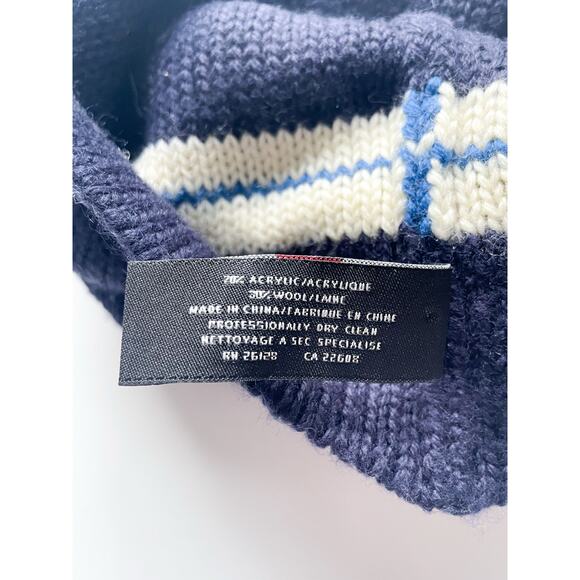 70% ACRYLIC/ACRYLIQUE
30% WOOL/LAINE
MADE IN CHINA/FABRIQUE EN CHINE
PROFESSIONALLY DRY CLEAN
NETTOYAGE A SEC SPECIALISE
RN 26128 CA 22608